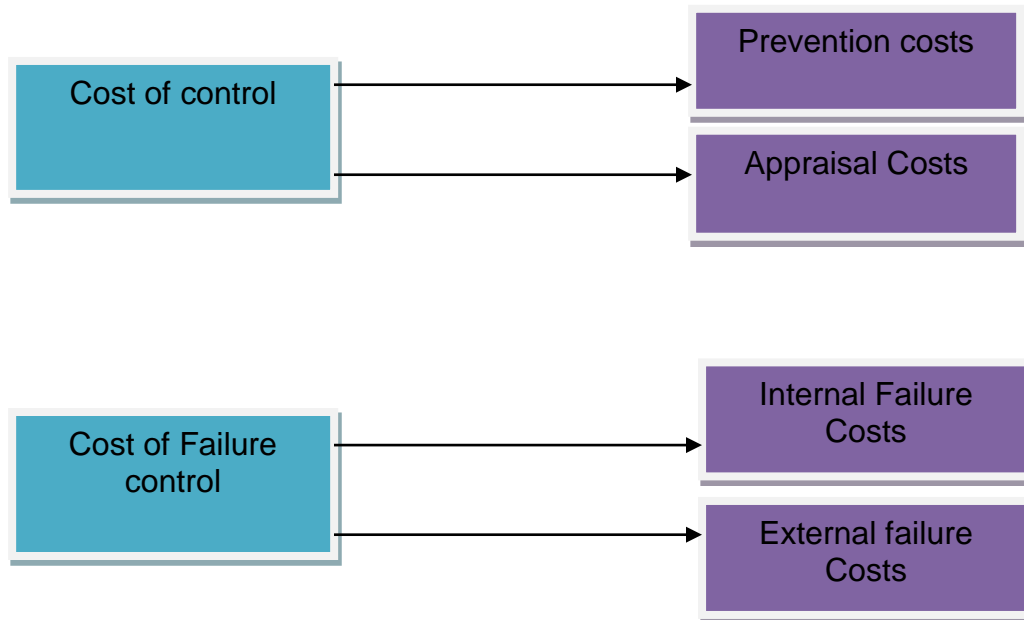 Prevention costs
Cost of control
Appraisal Costs
Internal Failure
Costs
Cost of Failure
control
External failure
Costs